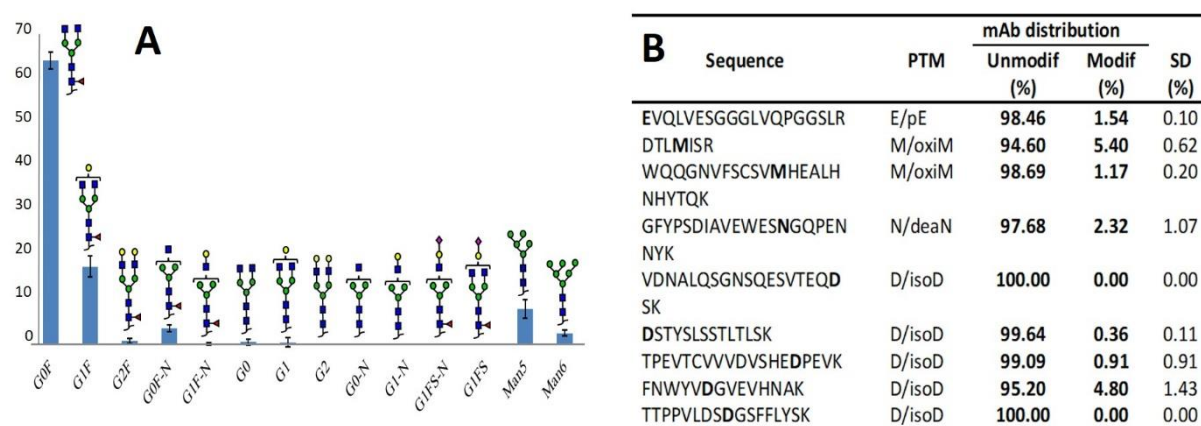 A
70
60
50
40
30
20
10
0
G0F
G1F
G2F
G0F-N
G1F-N
G0
G1
G2
G0-N
G1-N
G1FS-N
G1FS
Man5
Man6
B
mAb distribution
Sequence PTM Unmodif Modif SD
(%) (%) (%)
EVQLVESGGGLVQPGGSLR E/pE 98.46 1.54 0.10
DTLMISR M/oxiM 94.60 5.40 0.62
WQQGNVFSCSVMHEALH M/oxiM 98.69 1.17 0.20
NHYTQK
GFYPSDIAVEWESNGQPEN N/deaN 97.68 2.32 1.07
NYK
VDNALQSGNSQESVTEQD D/isoD 100.00 0.00 0.00
SK
DSTYSLSSTLTLSK D/isoD 99.64 0.36 0.11
TPEVTCVVVDVSHEDPEVK D/isoD 99.09 0.91 0.91
FNWYVDGVEVHNAK D/isoD 95.20 4.80 1.43
TTPPVLDSDGSFFLYSK D/isoD 100.00 0.00 0.00